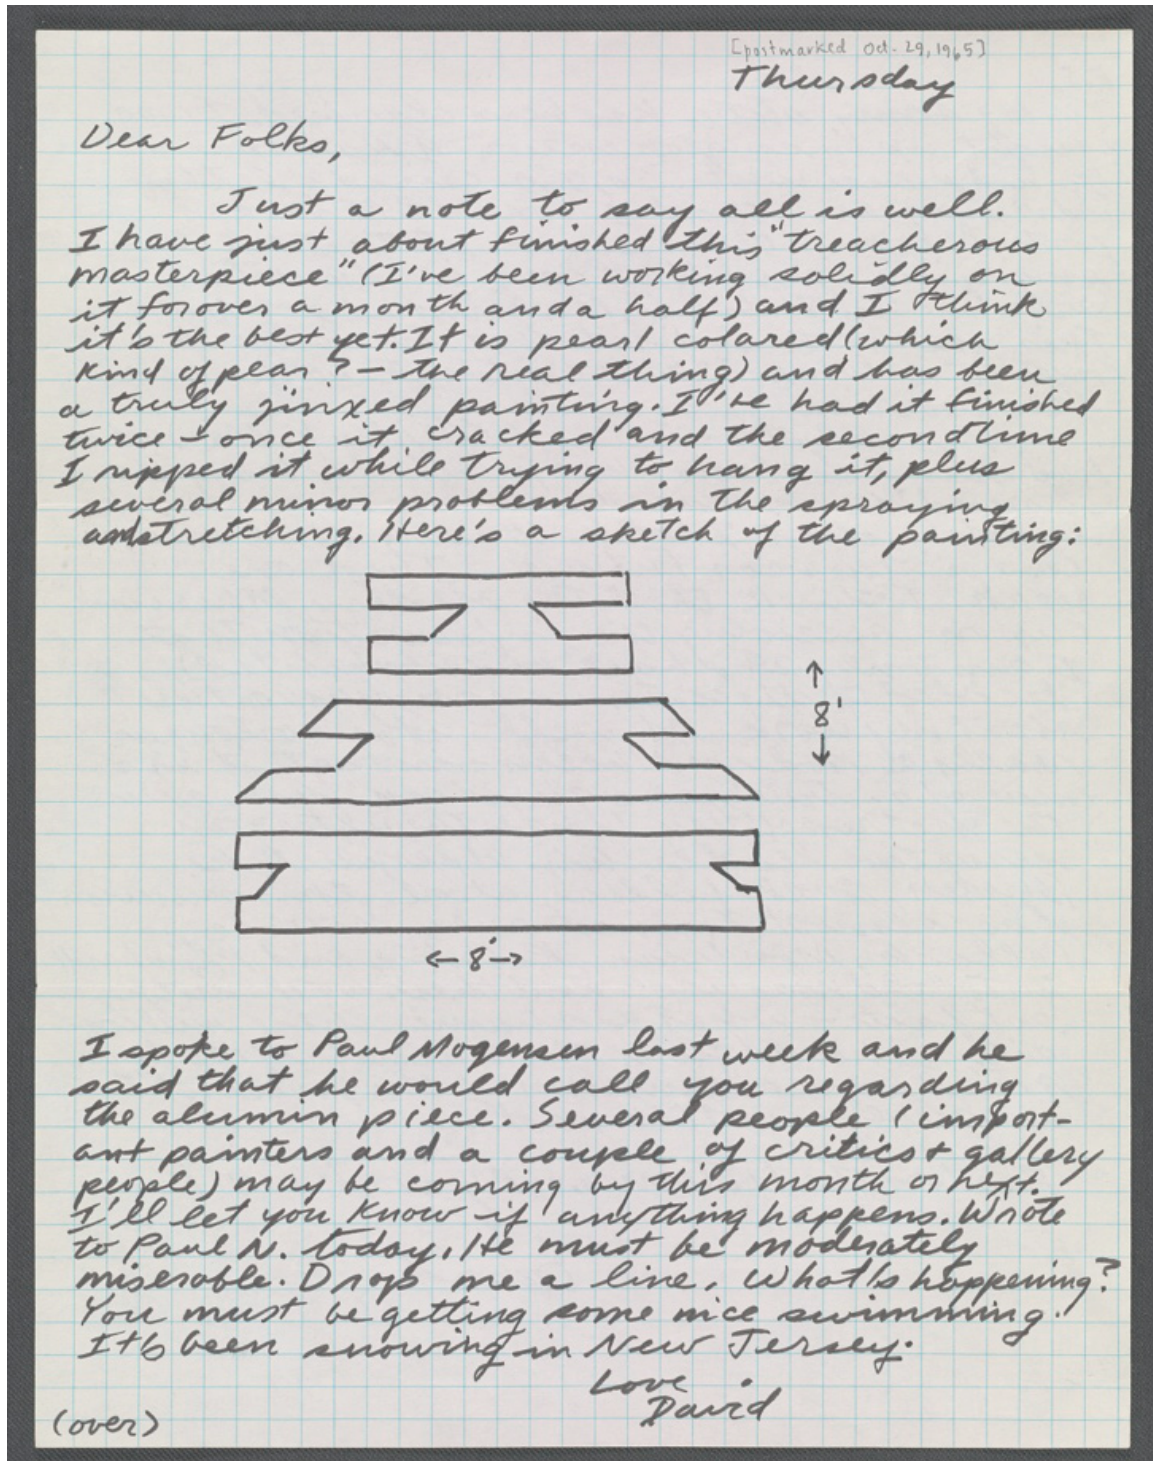 [postmarked Oct. 29, 1965]
Thursday
Dear Folks,
Just a note to say all is well.
I have just about finished this "treacherous
masterpiece" (I've been working solidly on
it for over a month and a half) and I think
it's the best yet. It is pearl colared (which
kind of pear? – the real thing) and has been
a truly jinxed painting. I've had it finished
twice – once it cracked and the second time
I ripped it while trying to hang it, plus
several minor problems in the spraying
and stretching. Here's a sketch of the painting:
8'
8'
I spoke to Paul Mogensen last week and he
said that he would call you regarding
the alumin piece. Several people (import-
ant painters and a couple of critics + gallery
people) may be coming by this month or next.
I'll let you know if anything happens. Wrote
to Paul N. today. He must be moderately
miserable. Drop me a line. What's happening?
You must be getting some nice swimming.
It's been snowing in New Jersey.
Love
David
(over)